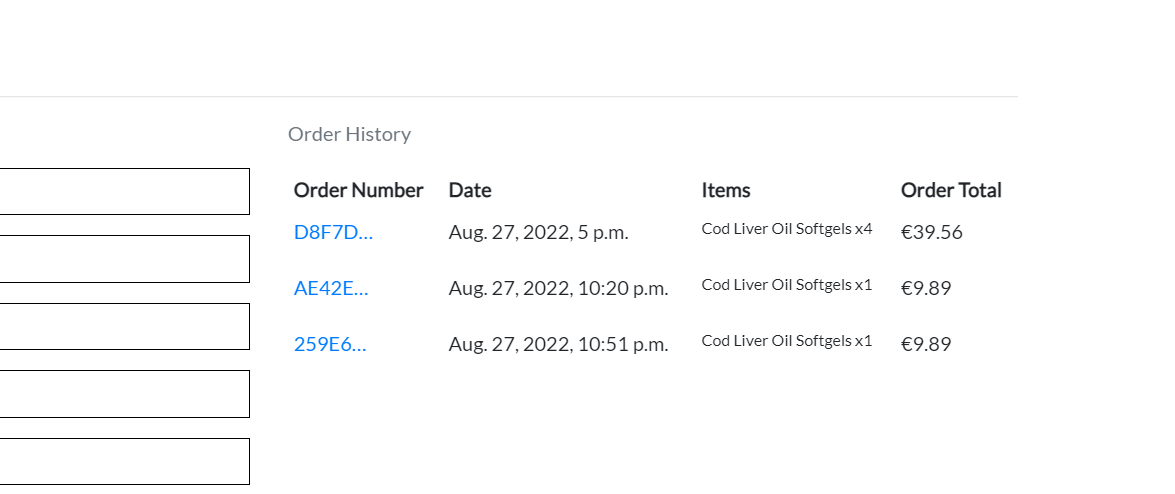 Order History
Order Number Date Items Order Total
D8F7D... Aug. 27, 2022, 5 p.m. Cod Liver Oil Softgels x4 €39.56
AE42E... Aug. 27, 2022, 10:20 p.m. Cod Liver Oil Softgels x1 €9.89
259E6... Aug. 27, 2022, 10:51 p.m. Cod Liver Oil Softgels x1 €9.89